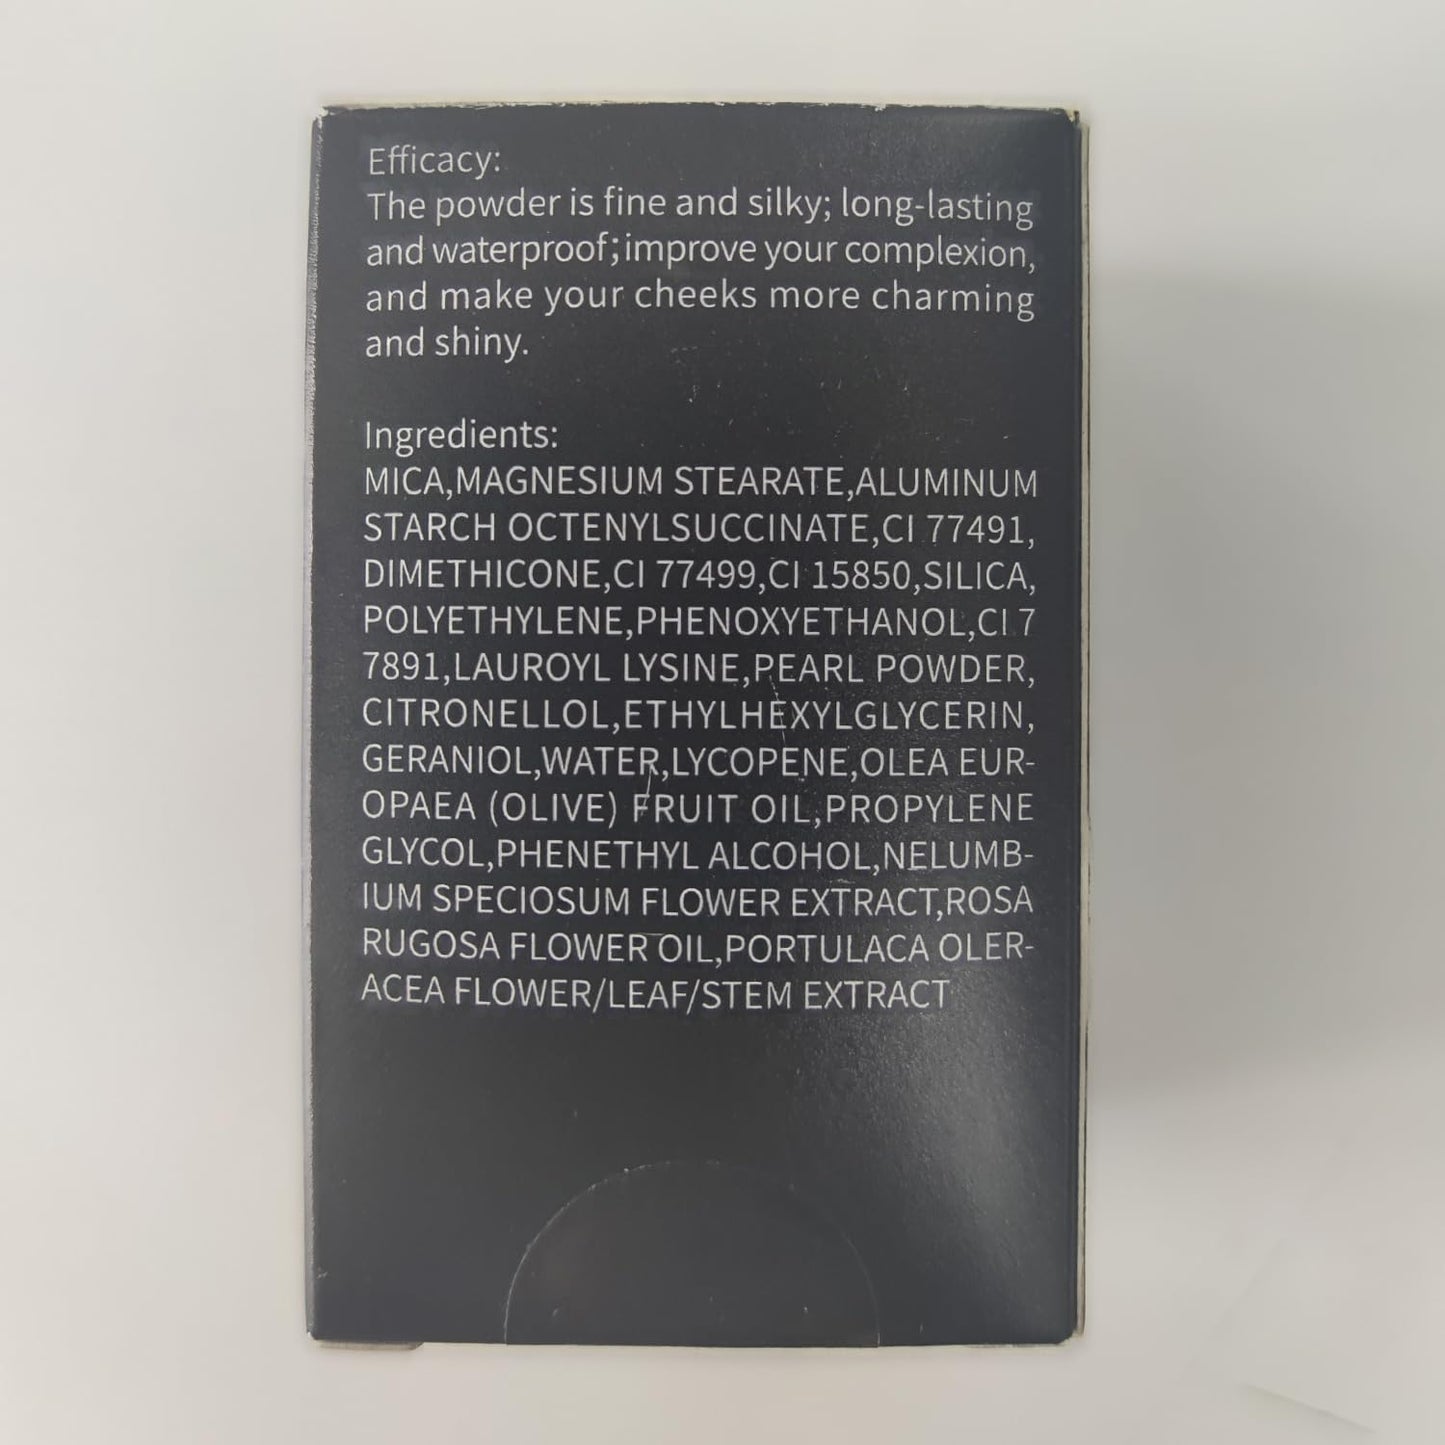 Efficacy:
The powder is fine and silky; long-lasting
and waterproof;improve your complexion,
and make your cheeks more charming
and shiny.
Ingredients:
MICA,MAGNESIUM STEARATE,ALUMINUM
STARCH OCTENYLSUCCINATE,CI 77491,
DIMETHICONE,CI 77499,CI 15850,SILICA,
POLYETHYLENE,PHENOXYETHANOL,CI 7
7891,LAUROYL LYSINE,PEARL POWDER,
CITRONELLOL,ETHYLHEXYLGLYCERIN,
GERANIOL,WATER,LYCOPENE,OLEA EUR-
OPAEA (OLIVE) FRUIT OIL,PROPYLENE
GLYCOL,PHENETHYL ALCOHOL,NELUMB-
IUM SPECIOSUM FLOWER EXTRACT,ROSA
RUGOSA FLOWER OIL,PORTULACA OLER-
ACEA FLOWER/LEAF/STEM EXTRACT